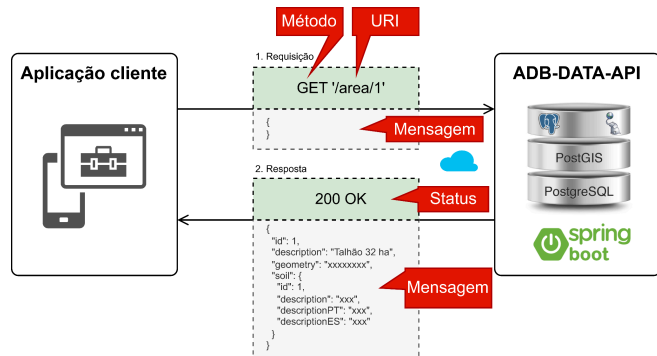 Método
URI
1. Requisição
Aplicação cliente
GET '/area/1'
{
}
Mensagem
ADB-DATA-API
PostGIS
PostgreSQL
spring
boot
2. Resposta
200 OK
Status
{
"id": 1,
"description": "Talhão 32 ha",
"geometry": "xxxxxxxx",
"soil": {
"id": 1,
"description": "xxx",
"descriptionPT": "xxx",
"descriptionES": "xxx"
}
}
Mensagem